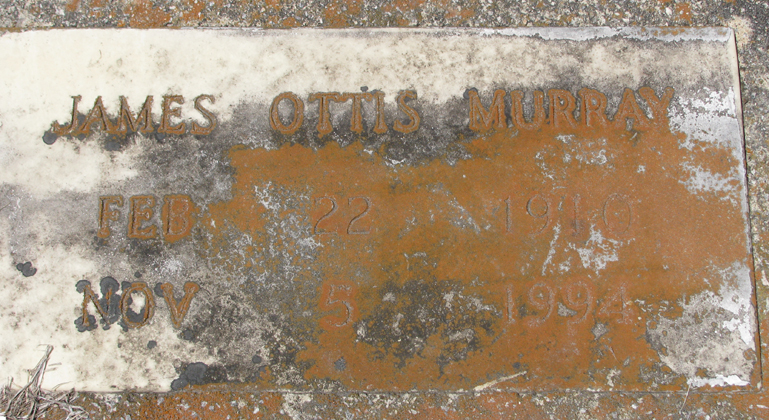 JAMES OTTIS MURRAY
FEB 22 1910
NOV 5 1994